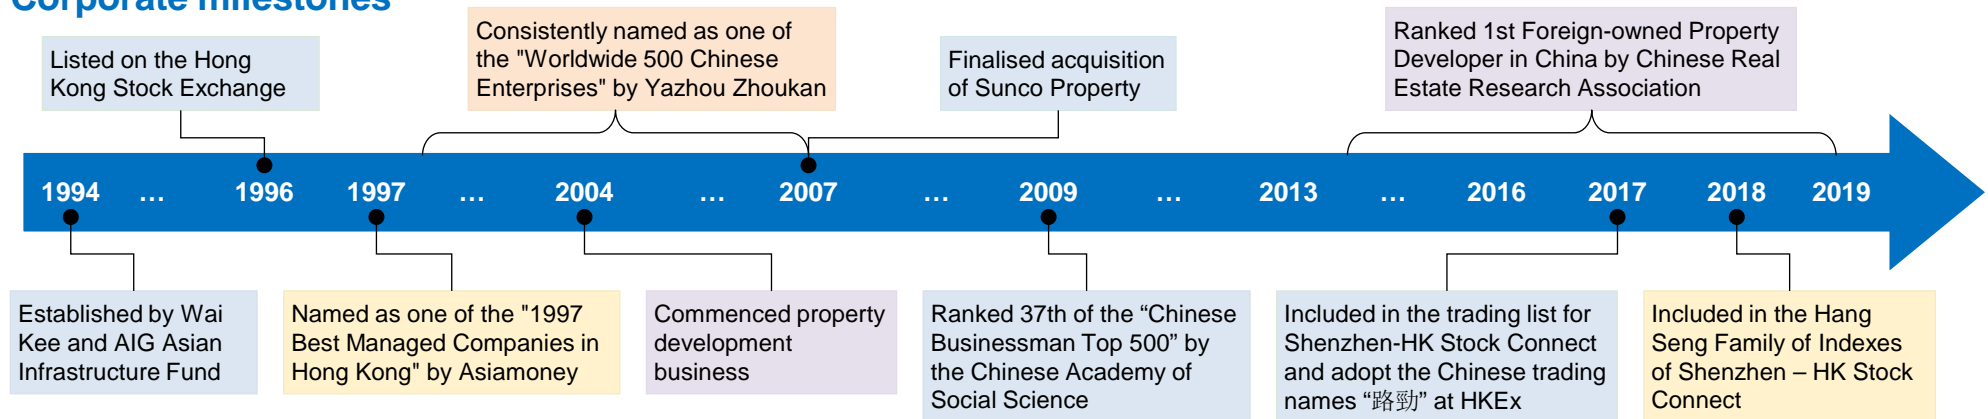 Corporate milestones
Listed on the Hong
Kong Stock Exchange
Consistently named as one of
the "Worldwide 500 Chinese
Enterprises" by Yazhou Zhoukan
Finalised acquisition
of Sunco Property
Ranked 1st Foreign-owned Property
Developer in China by Chinese Real
Estate Research Association
1994 … 1996 1997 … 2004 … 2007 … 2009 … 2013 … 2016 2017 2018 2019
Established by Wai
Kee and AIG Asian
Infrastructure Fund
Named as one of the "1997
Best Managed Companies in
Hong Kong" by Asiamoney
Commenced property
development
business
Ranked 37th of the “Chinese
Businessman Top 500” by
the Chinese Academy of
Social Science
Included in the trading list for
Shenzhen-HK Stock Connect
and adopt the Chinese trading
names “路勁” at HKEx
Included in the Hang
Seng Family of Indexes
of Shenzhen – HK Stock
Connect